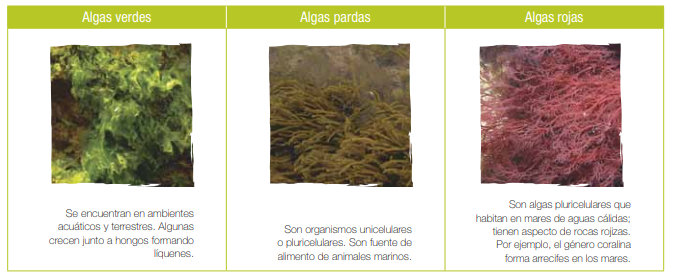 Algas verdes
Algas pardas
Algas rojas
Se encuentran en ambientes
acuáticos y terrestres. Algunas
crecen junto a hongos formando
líquenes.
Son organismos unicelulares
o pluricelulares. Son fuente de
alimento de animales marinos.
Son algas pluricelulares que
habitan en mares de aguas cálidas;
tienen aspecto de rocas rojizas.
Por ejemplo, el género coralina
forma arrecifes en los mares.